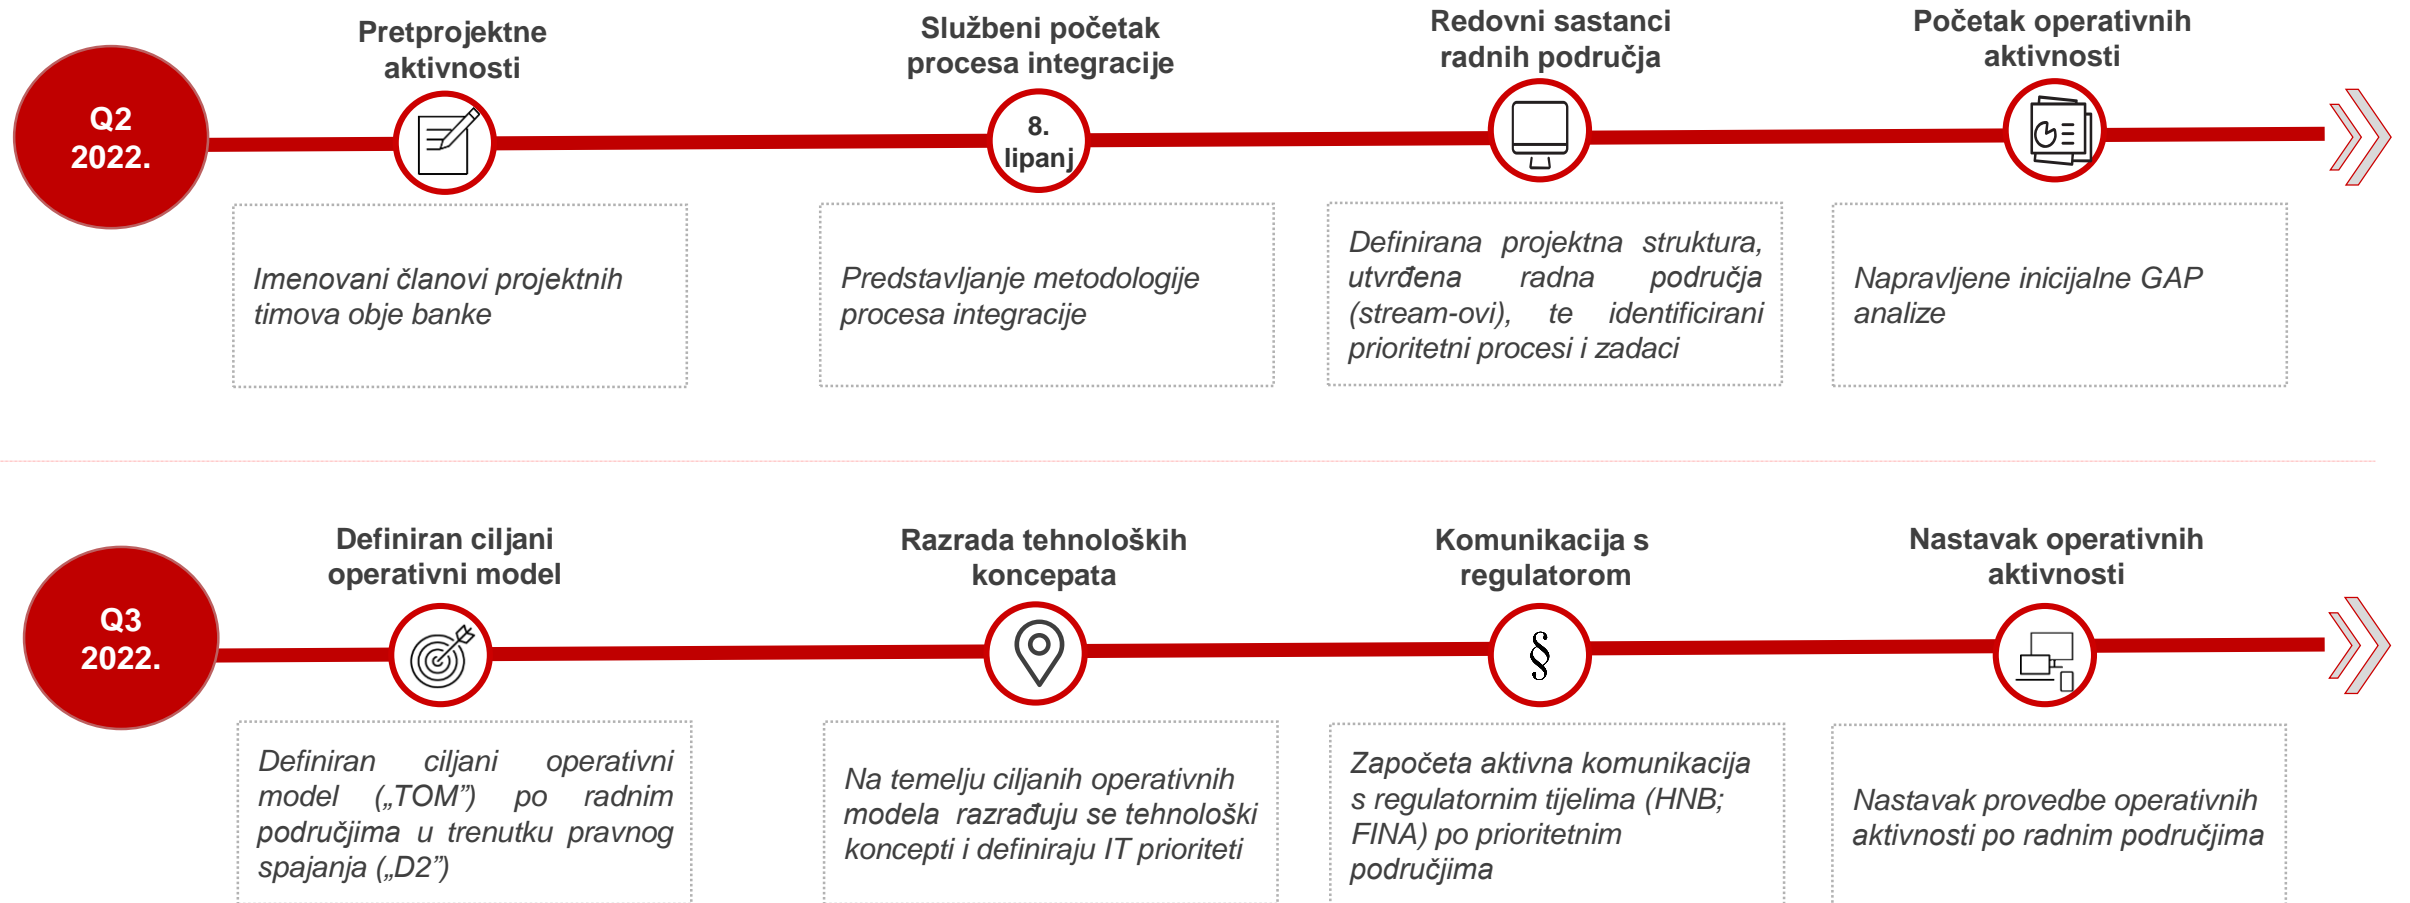 Q2
2022.
Pretprojektne
aktivnosti
Imenovani članovi projektnih
timova obje banke
Službeni početak
procesa integracije
8.
lipanj
Predstavljanje metodologije
procesa integracije
Redovni sastanci
radnih područja
Definirana projektna struktura,
utvrđena radna područja
(stream-ovi), te identificirani
prioritetni procesi i zadaci
Početak operativnih
aktivnosti
Napravljene inicijalne GAP
analize
Q3
2022.
Definiran ciljani
operativni model
Definiran ciljani operativni
model („TOM”) po radnim
područjima u trenutku pravnog
spajanja („D2”)
Razrada tehnoloških
koncepata
Na temelju ciljanih operativnih
modela razrađuju se tehnološki
koncepti i definiraju IT prioriteti
Komunikacija s
regulatorom
§
Započeta aktivna komunikacija
s regulatornim tijelima (HNB;
FINA) po prioritetnim
područjima
Nastavak operativnih
aktivnosti
Nastavak provedbe operativnih
aktivnosti po radnim područjima